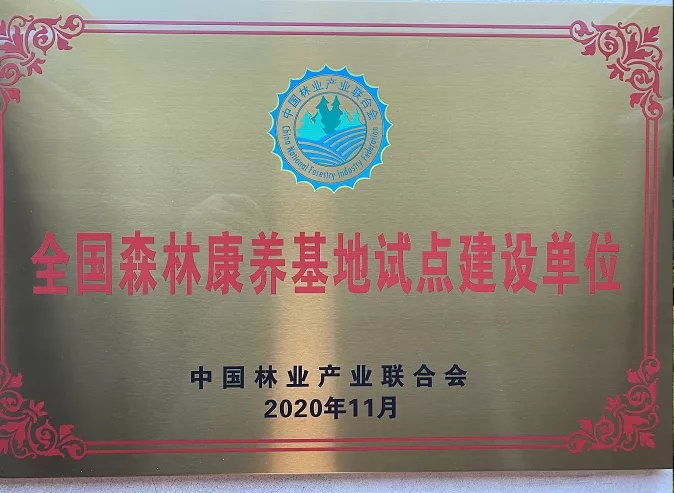 中国林业产业联合会
China National Forestry Industry Federation
全国森林康养基地试点建设单位
中国林业产业联合会
2020年11月